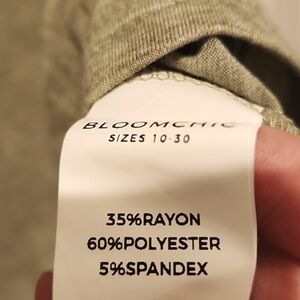 BLOOMCHIC
SIZES 10-30
35%RAYON
60%POLYESTER
5%SPANDEX